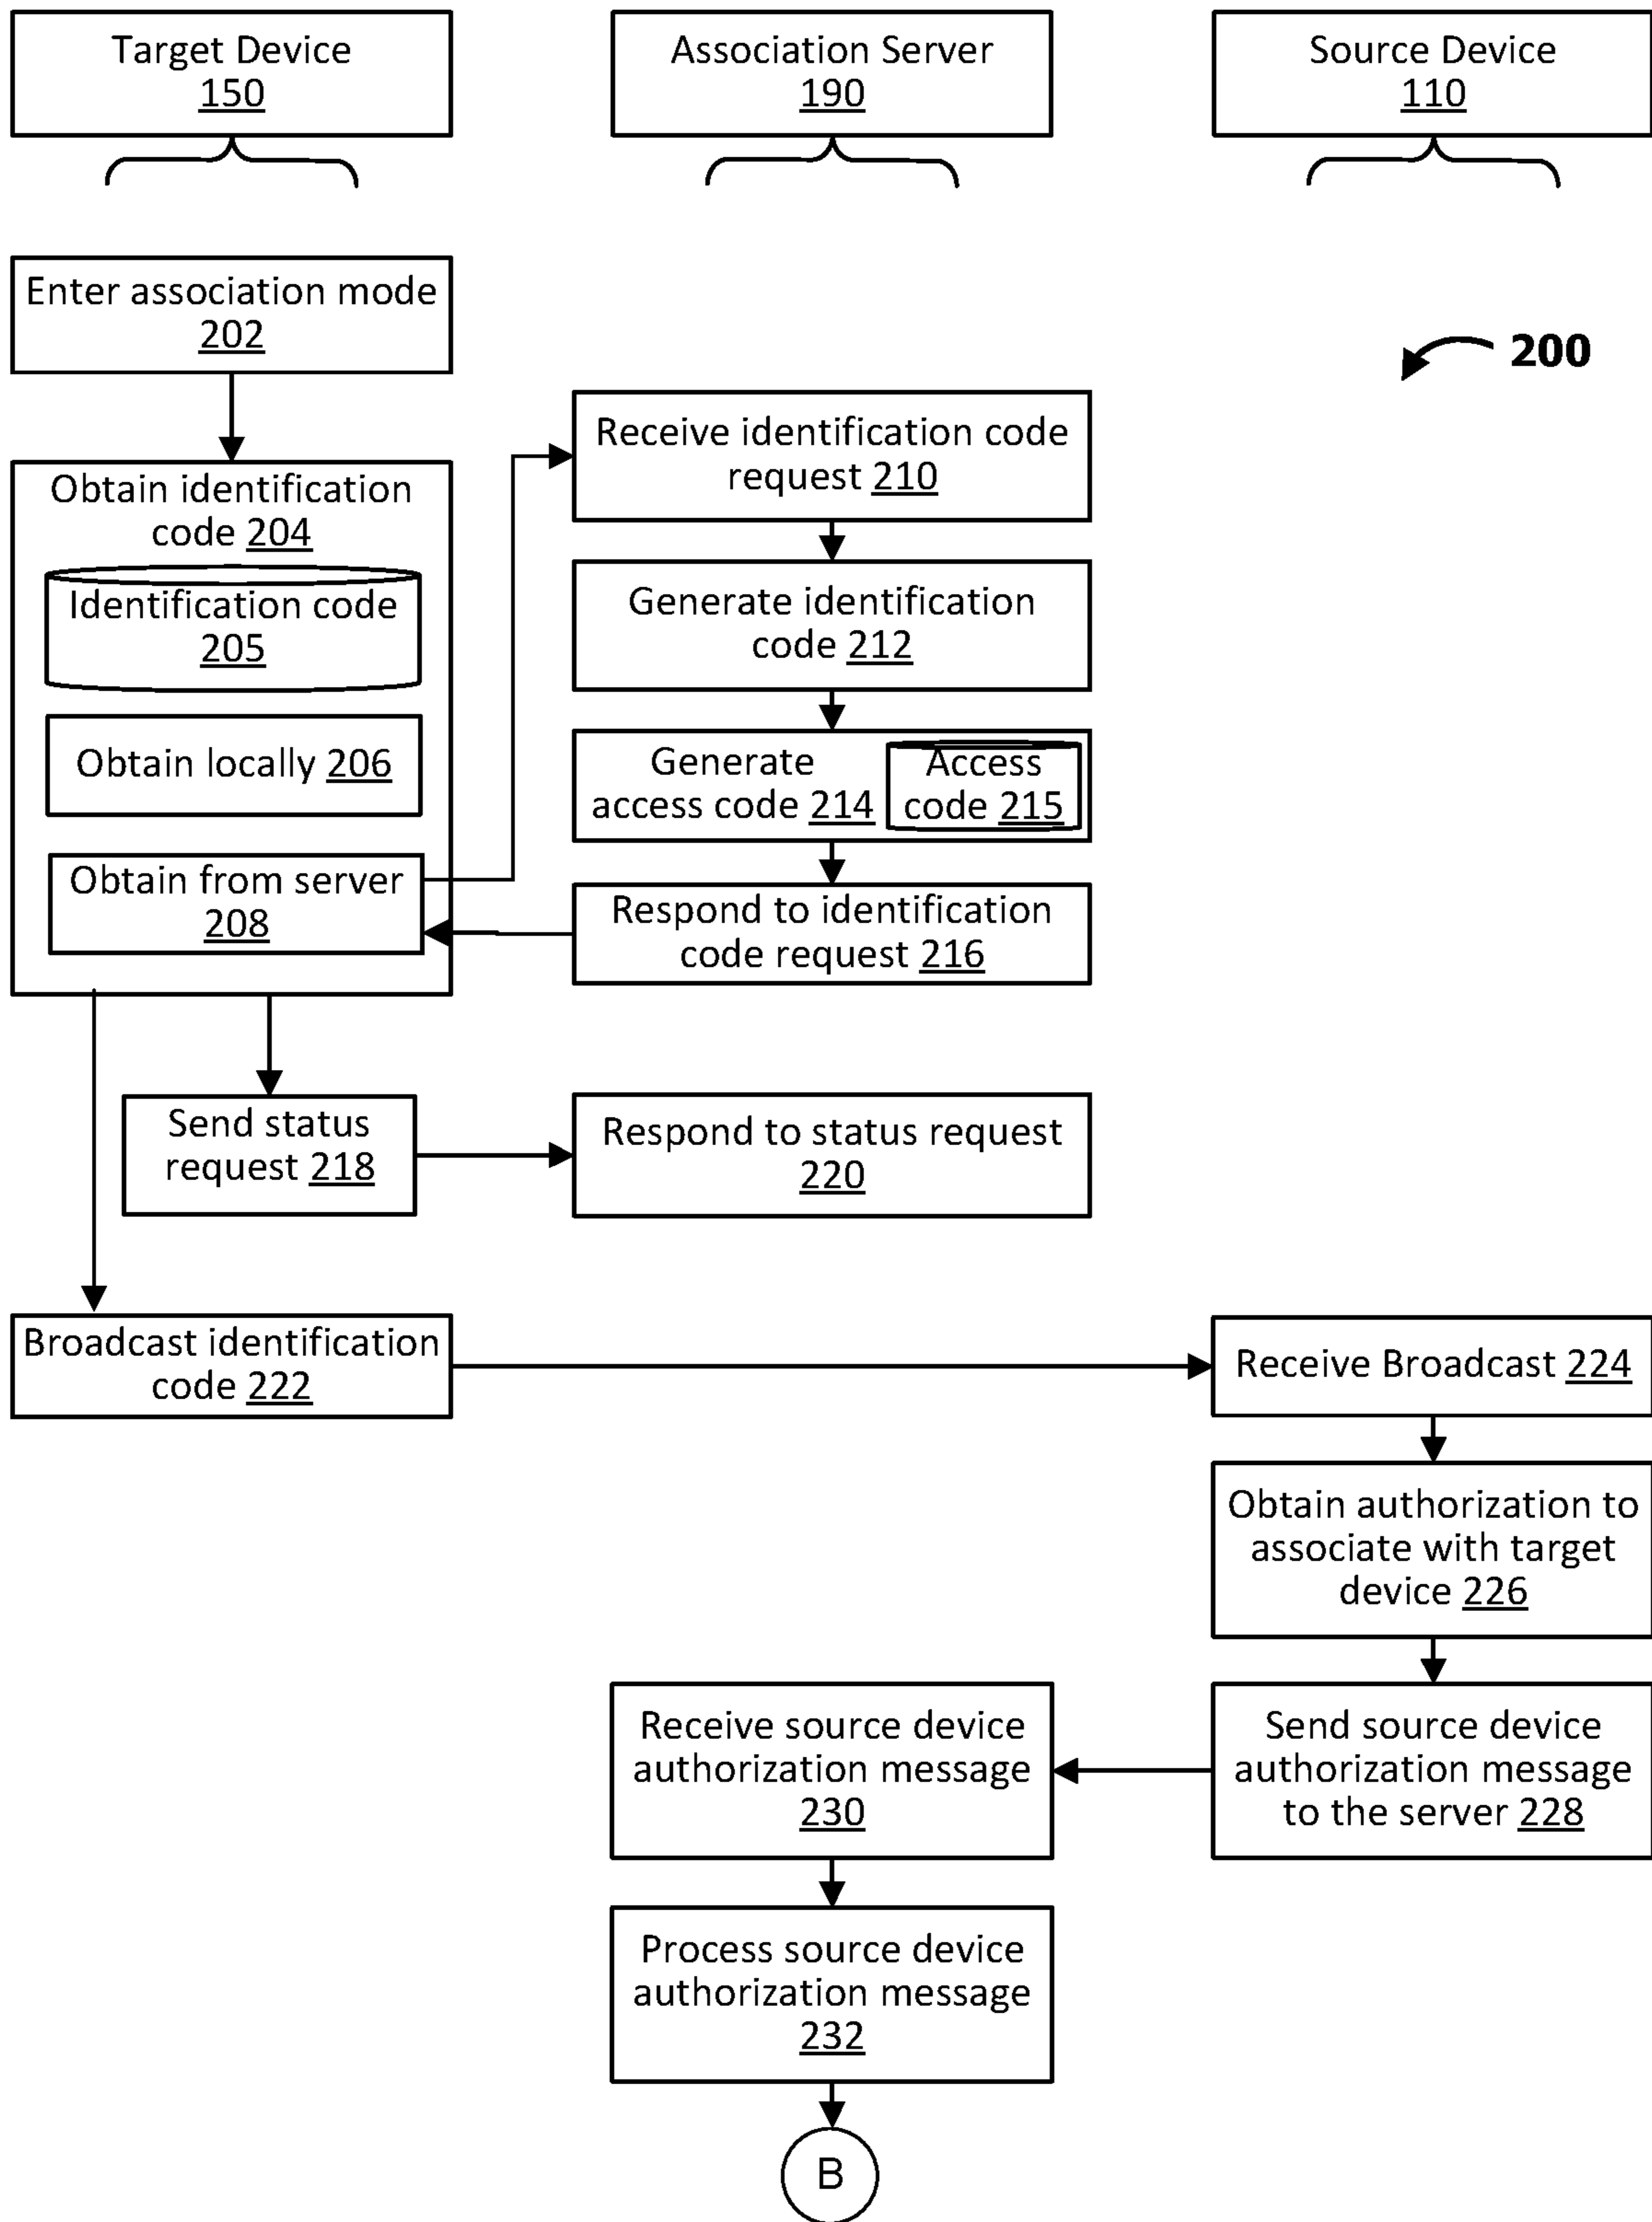 Target Device
150
Association Server
190
Source Device
110
Enter association mode
202
200
Obtain identification
code 204
Identification code
205
Obtain locally 206
Obtain from server
208
Receive identification code
request 210
Generate identification
code 212
Generate
access code 214
Access
code 215
Respond to identification
code request 216
Send status
request 218
Respond to status request
220
Broadcast identification
code 222
Receive Broadcast 224
Obtain authorization to
associate with target
device 226
Send source device
authorization message
to the server 228
Receive source device
authorization message
230
Process source device
authorization message
232
B